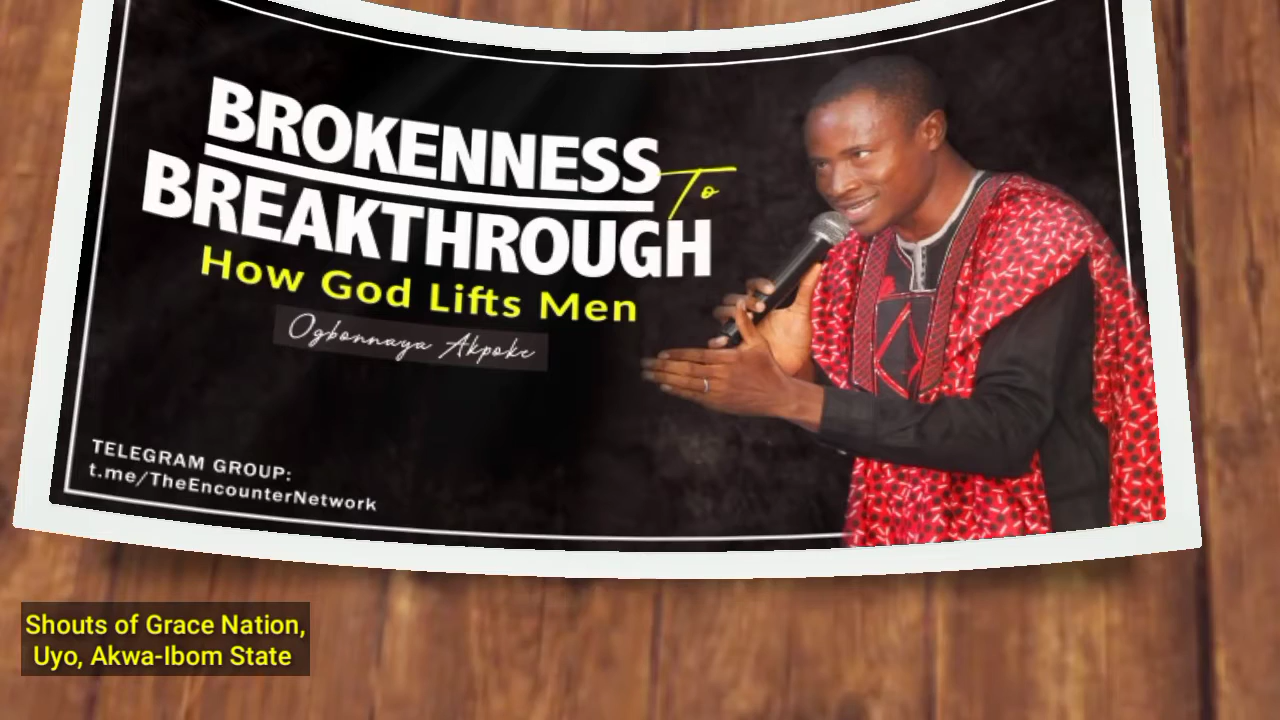 BROKENNESS
To
BREAKTHROUGH
How God Lifts Men
Ogbonnaya Akpoke
TELEGRAM GROUP:
t.me/TheEncounterNetwork
Shouts of Grace Nation,
Uyo, Akwa-Ibom State